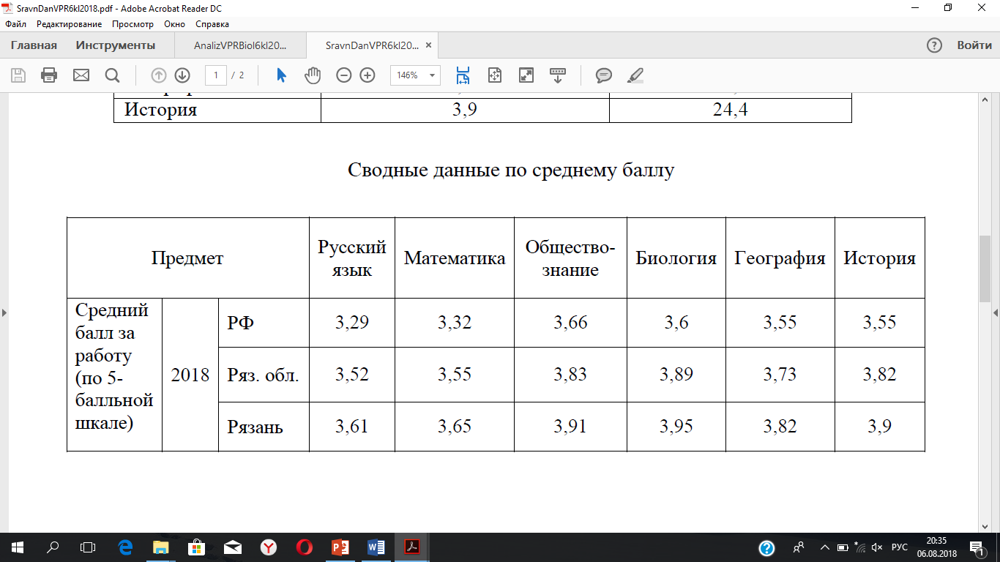 SravnDanVPR6kl2018.pdf - Adobe Acrobat Reader DC
Файл Редактирование Просмотр Окно Справка
Главная Инструменты AnalizVPRBiol6kl20... SravnDanVPR6kl20... × Войти
1 / 2 146%
История 3,9 24,4
Сводные данные по среднему баллу
Предмет Русский язык Математика Общество-знание Биология География История
Средний балл за работу (по 5-балльной шкале) 2018
РФ 3,29 3,32 3,66 3,6 3,55 3,55
Ряз. обл. 3,52 3,55 3,83 3,89 3,73 3,82
Рязань 3,61 3,65 3,91 3,95 3,82 3,9
РУС 20:35
06.08.2018 1